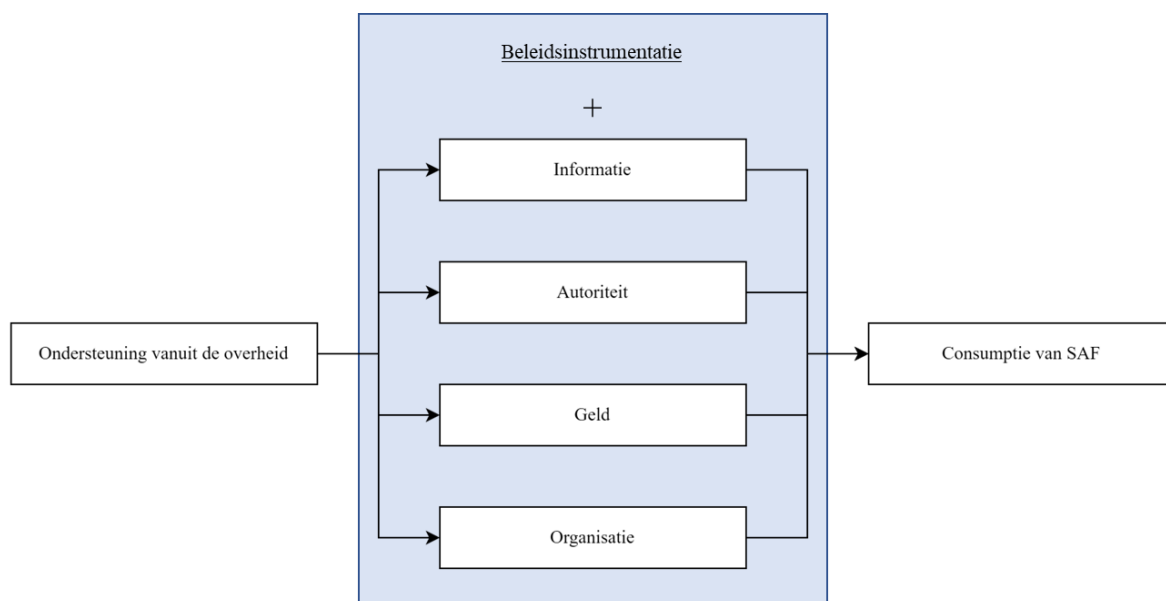 Beleidsinstrumentatie
+
Informatie
Autoriteit
Ondersteuning vanuit de overheid
Consumptie van SAF
Geld
Organisatie